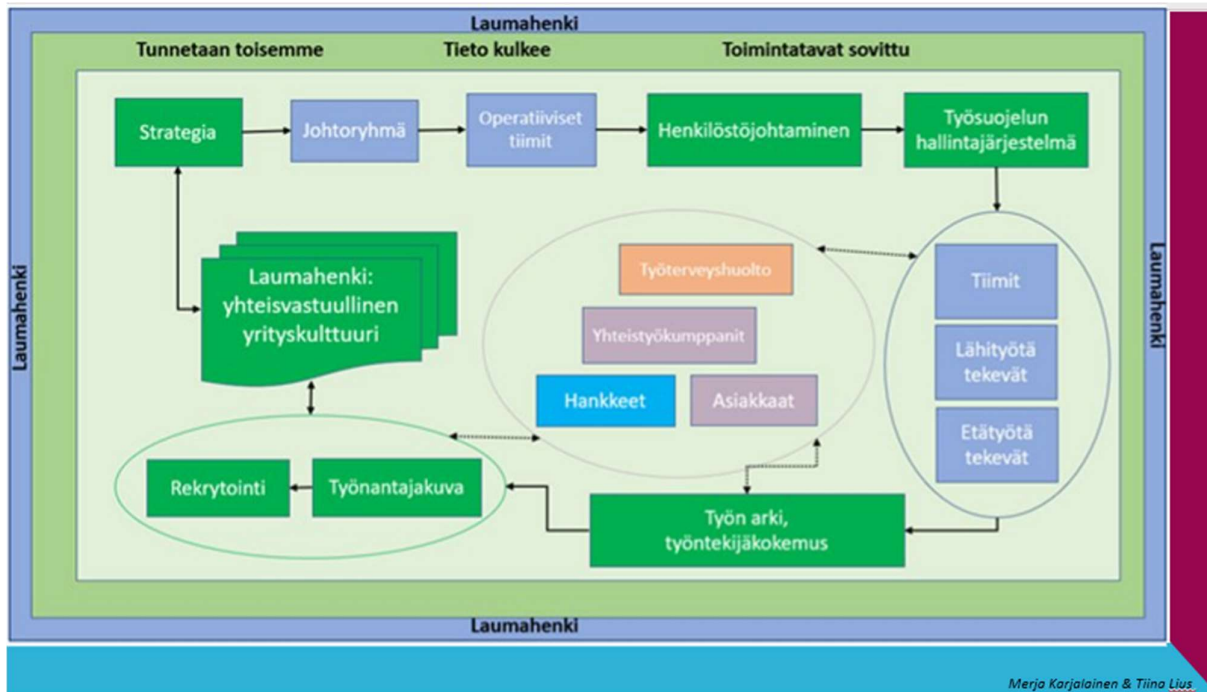 Laumahenki
Tunnetaan toisemme
Tieto kulkee
Toimintatavat sovittu
Strategia
Johtoryhmä
Operatiiviset
tiimit
Henkilöstöjohtaminen
Työsuojelun
hallintajärjestelmä
Laumahenki
Laumahenki:
yhteisvastuullinen
yrityskulttuuri
Työterveyshuolto
Yhteistyökumppanit
Hankkeet
Asiakkaat
Tiimit
Lähityötä
tekevät
Etätyötä
tekevät
Laumahenki
Rekrytointi
Työnantajakuva
Työn arki,
työntekijäkokemus
Laumahenki
Merja Karjalainen & Tiina Lius